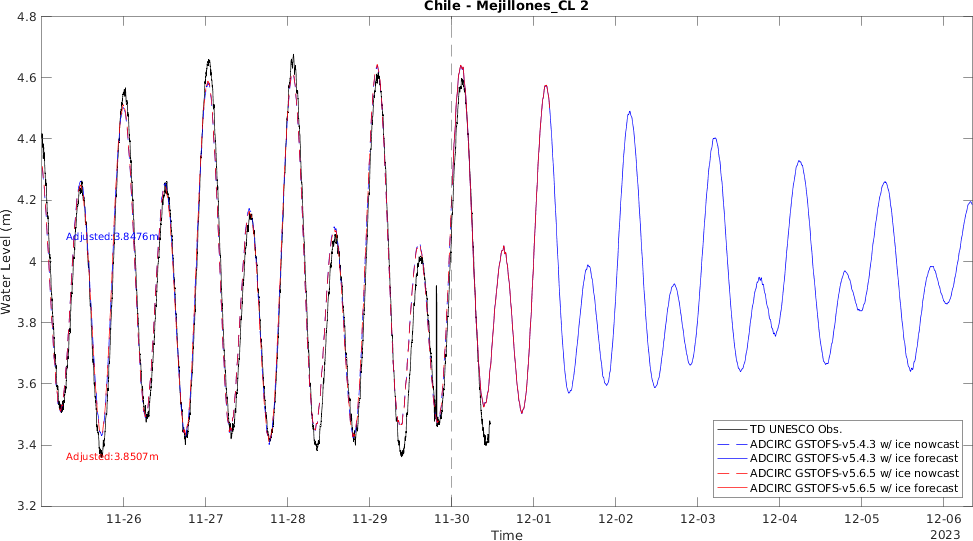 Chile - Mejillones_CL 2
Water Level (m)
4.8
4.6
4.4
4.2
4
3.8
3.6
3.4
3.2
Adjusted:3.8476m
Adjusted:3.8507m
TD UNESCO Obs.
ADCIRC GSTOFS-v5.4.3 w/ ice nowcast
ADCIRC GSTOFS-v5.4.3 w/ ice forecast
ADCIRC GSTOFS-v5.6.5 w/ ice nowcast
ADCIRC GSTOFS-v5.6.5 w/ ice forecast
11-26 11-27 11-28 11-29 11-30 12-01 12-02 12-03 12-04 12-05 12-06
2023
Time